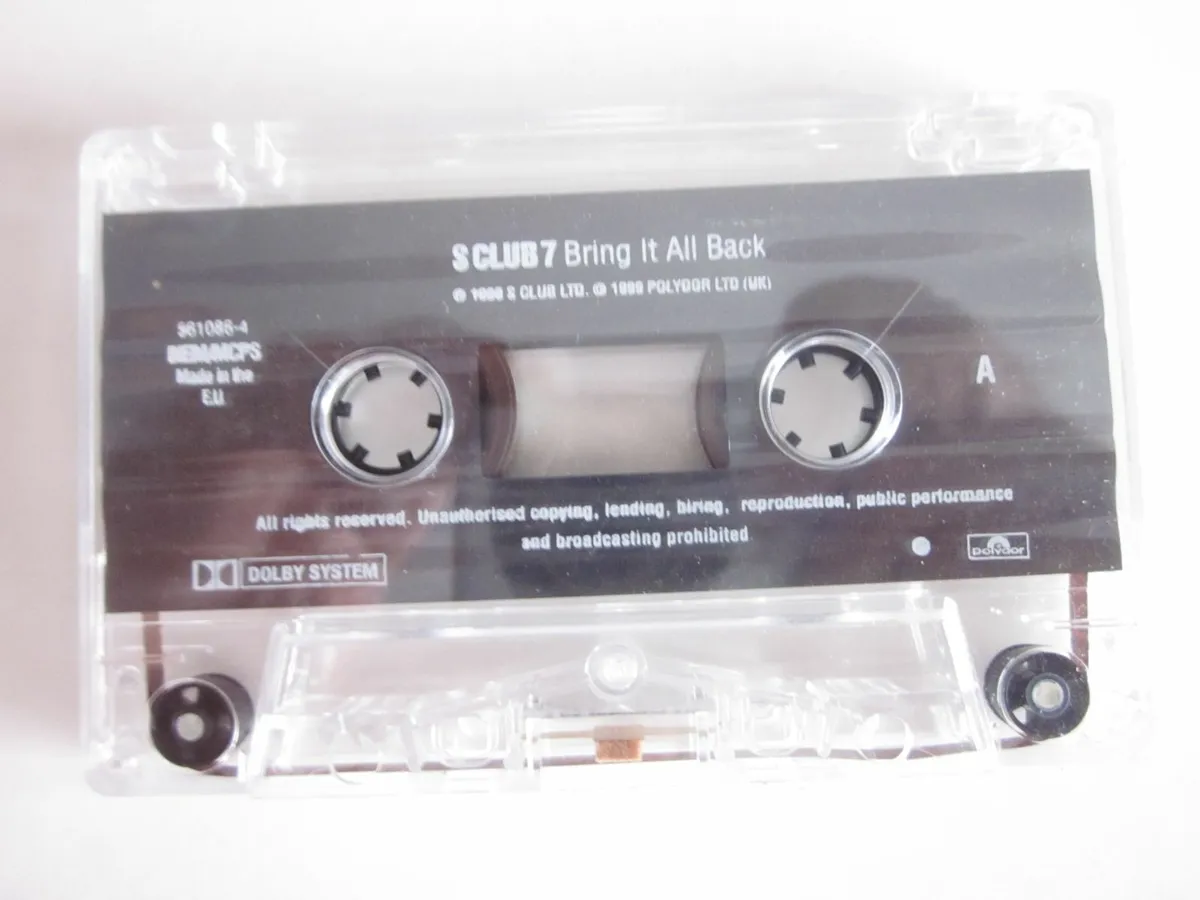 S CLUB 7 Bring It All Back
℗ 1999 S CLUB LTD. © 1999 POLYDOR LTD (UK)
561086-4
BIEM/MCPS
Made in the
E.U.
A
All rights reserved. Unauthorised copying, lending, hiring, reproduction, public performance
and broadcasting prohibited
DOLBY SYSTEM
polydor